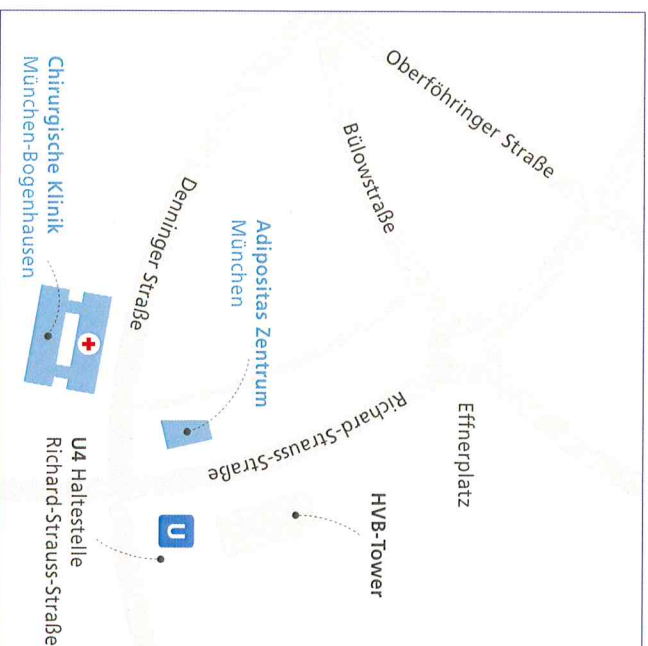 Oberföhringer Straße
Effnerplatz
Bülowstraße
HVB-Tower
Richard-Strauss-Straße
Adipositas Zentrum
München
Denninger Straße
U
U4 Haltestelle
Richard-Strauss-Straße
Chirurgische Klinik
München-Bogenhausen